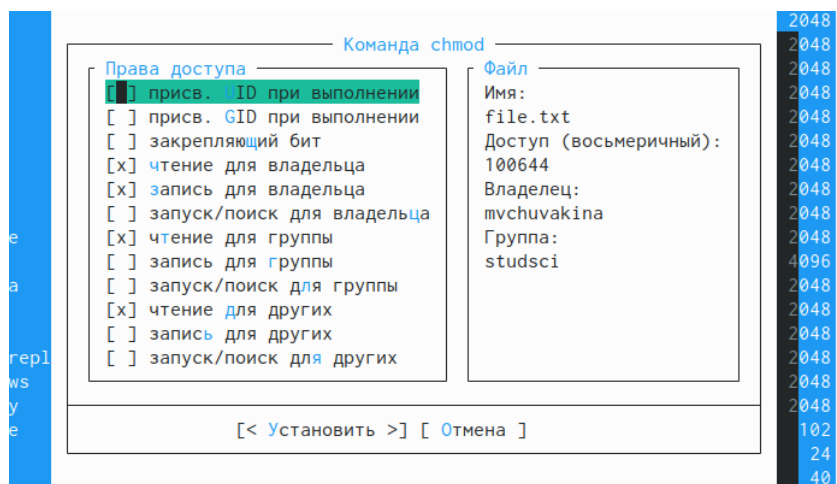 2048
Команда chmod
2048
Права доступа
Файл
2048
[ ] присв. UID при выполнении
Имя:
2048
[ ] присв. GID при выполнении
file.txt
2048
[ ] закрепляющий бит
Доступ (восьмеричный):
2048
[x] чтение для владельца
100644
2048
[x] запись для владельца
Владелец:
2048
[ ] запуск/поиск для владельца
mvchuvakina
2048
e
[x] чтение для группы
Группа:
2048
[ ] запись для группы
studsci
4096
a
[ ] запуск/поиск для группы
2048
[x] чтение для других
2048
[ ] запись для других
2048
repl
[ ] запуск/поиск для других
2048
ws
2048
y
2048
e
[< Установить >] [ Отмена ]
102
24
40